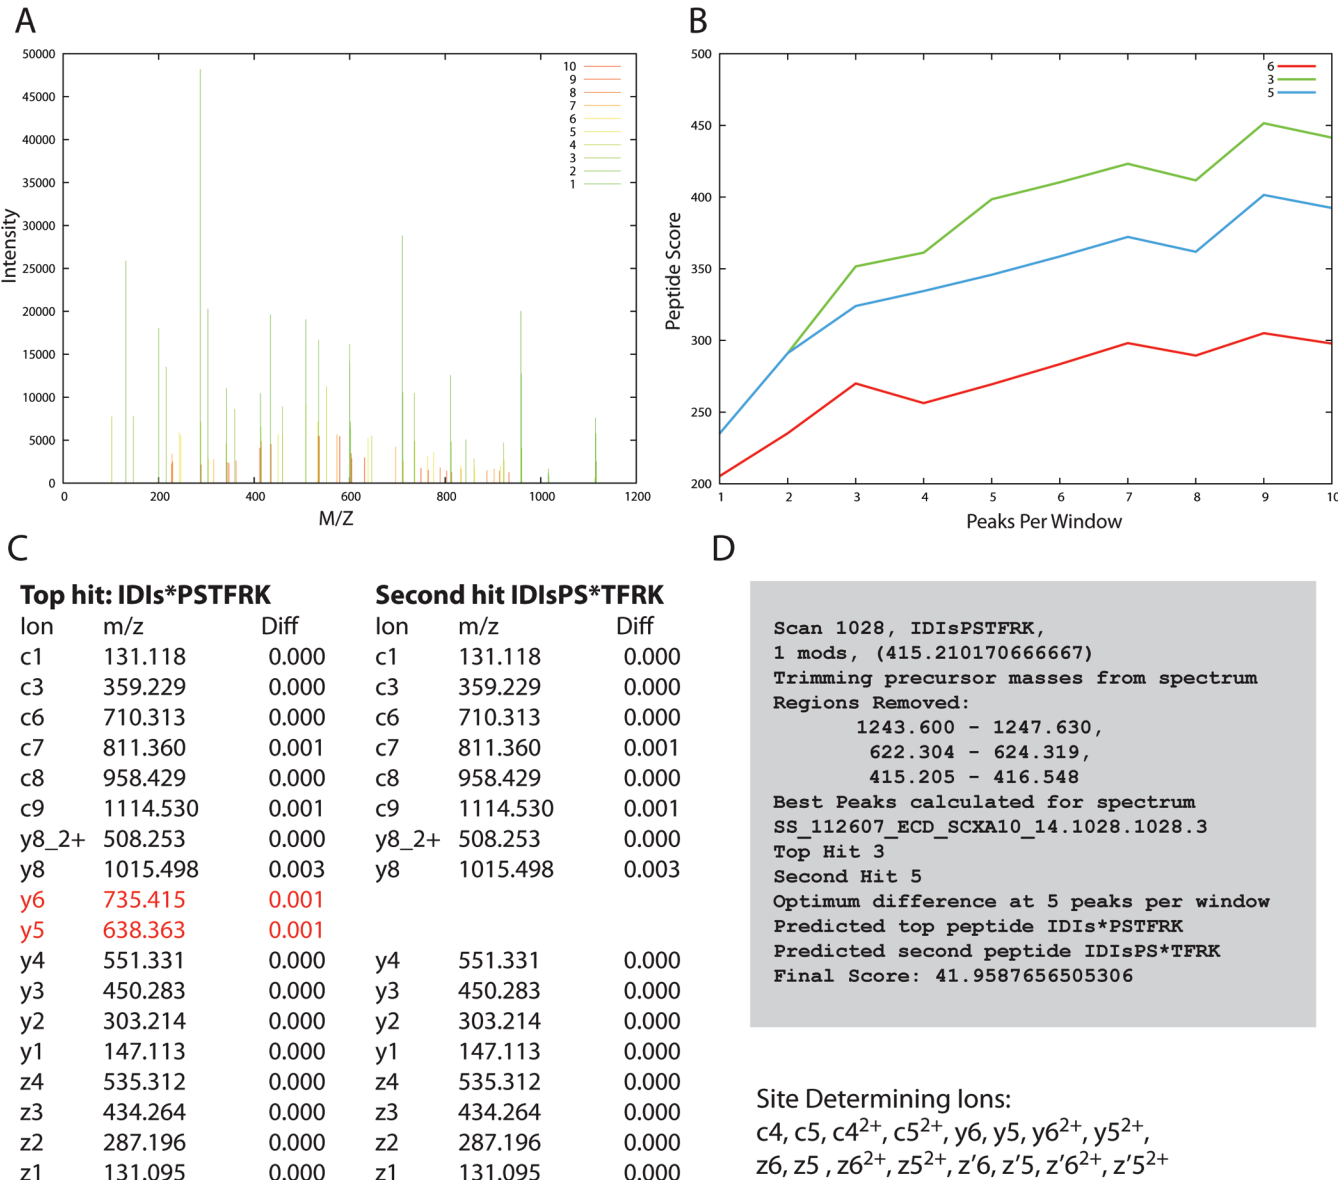 A
50000
45000
40000
35000
30000
25000
20000
15000
10000
5000
0
Intensity
0 200 400 600 800 1000 1200
M/Z
10
9
8
7
6
5
4
3
2
1
B
500
450
400
350
300
250
200
Peptide Score
1 2 3 4 5 6 7 8 9 10
Peaks Per Window
6
3
5
C
Top hit: IDIs*PSTFRK
Ion m/z Diff
c1 131.118 0.000
c3 359.229 0.000
c6 710.313 0.000
c7 811.360 0.001
c8 958.429 0.000
c9 1114.530 0.001
y8_2+ 508.253 0.000
y8 1015.498 0.003
y6 735.415 0.001
y5 638.363 0.001
y4 551.331 0.000
y3 450.283 0.000
y2 303.214 0.000
y1 147.113 0.000
z4 535.312 0.000
z3 434.264 0.000
z2 287.196 0.000
z1 131.095 0.000
Second hit IDIsPS*TFRK
Ion m/z Diff
c1 131.118 0.000
c3 359.229 0.000
c6 710.313 0.000
c7 811.360 0.001
c8 958.429 0.000
c9 1114.530 0.001
y8_2+ 508.253 0.000
y8 1015.498 0.003
y4 551.331 0.000
y3 450.283 0.000
y2 303.214 0.000
y1 147.113 0.000
z4 535.312 0.000
z3 434.264 0.000
z2 287.196 0.000
z1 131.095 0.000
D
Scan 1028, IDIsPSTFRK,
1 mods, (415.210170666667)
Trimming precursor masses from spectrum
Regions Removed:
1243.600 - 1247.630,
622.304 - 624.319,
415.205 - 416.548
Best Peaks calculated for spectrum
SS_112607_ECD_SCXA10_14.1028.1028.3
Top Hit 3
Second Hit 5
Optimum difference at 5 peaks per window
Predicted top peptide IDIs*PSTFRK
Predicted second peptide IDIsPS*TFRK
Final Score: 41.9587656505306
Site Determining Ions:
c4, c5, c4²⁺, c5²⁺, y6, y5, y6²⁺, y5²⁺,
z6, z5 , z6²⁺, z5²⁺, z′6, z′5, z′6²⁺, z′5²⁺